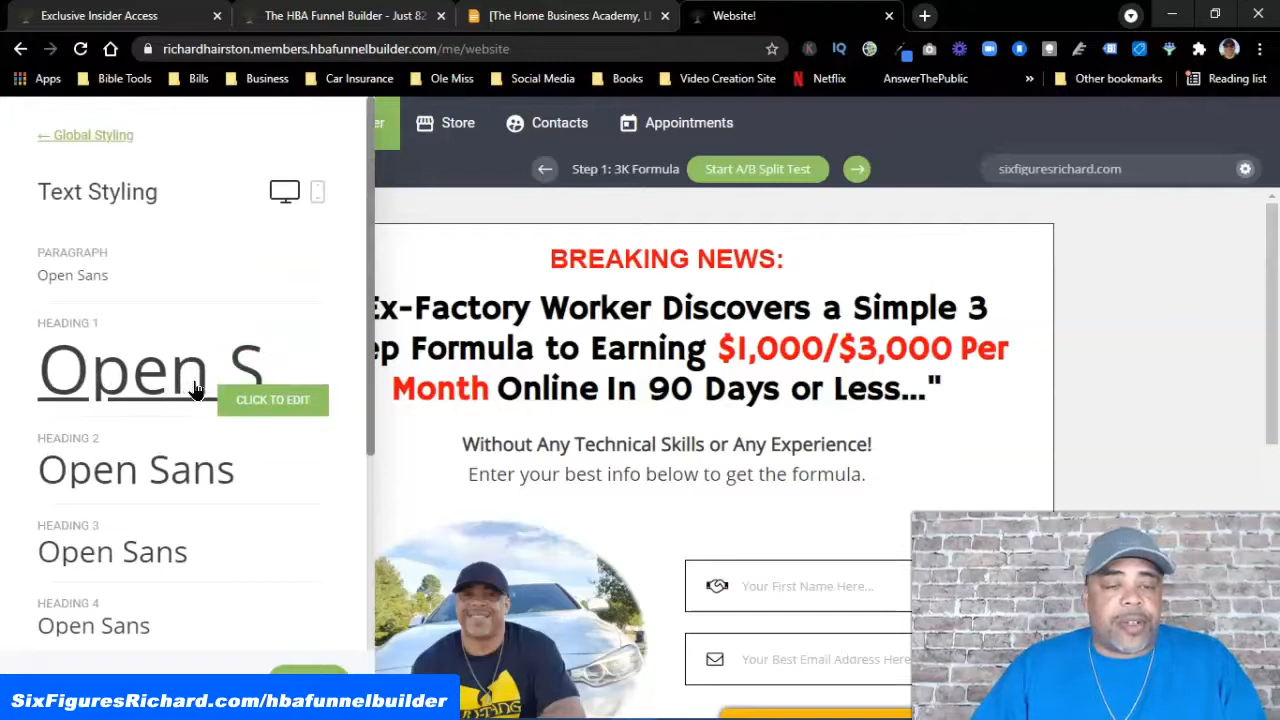 Exclusive Insider Access
The HBA Funnel Builder - Just 82
[The Home Business Academy, L
Website!
richardhairston.members.hbafunnelbuilder.com/me/website
Apps
Bible Tools
Bills
Business
Car Insurance
Ole Miss
Social Media
Books
Video Creation Site
Netflix
AnswerThePublic
»
Other bookmarks
Reading list
← Global Styling
Store
Contacts
Appointments
Step 1: 3K Formula
Start A/B Split Test
sixfiguresrichard.com
Text Styling
PARAGRAPH
Open Sans
HEADING 1
Open S
CLICK TO EDIT
HEADING 2
Open Sans
HEADING 3
Open Sans
HEADING 4
Open Sans
BREAKING NEWS:
Ex-Factory Worker Discovers a Simple 3
ep Formula to Earning $1,000/$3,000 Per
Month Online In 90 Days or Less..."
Without Any Technical Skills or Any Experience!
Enter your best info below to get the formula.
Your First Name Here...
Your Best Email Address Here
SixFiguresRichard.com/hbafunnelbuilder